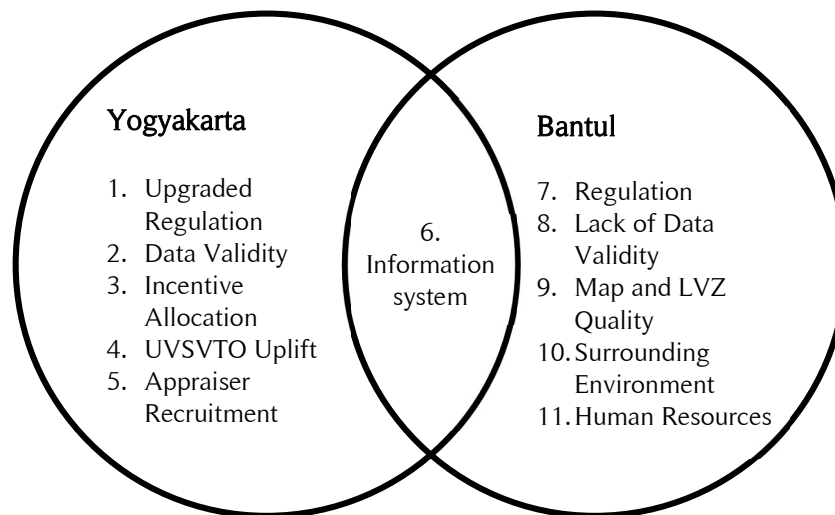 Yogyakarta
1. Upgraded
Regulation
2. Data Validity
3. Incentive
Allocation
4. UVSVTO Uplift
5. Appraiser
Recruitment
6.
Information
system
Bantul
7. Regulation
8. Lack of Data
Validity
9. Map and LVZ
Quality
10. Surrounding
Environment
11. Human Resources